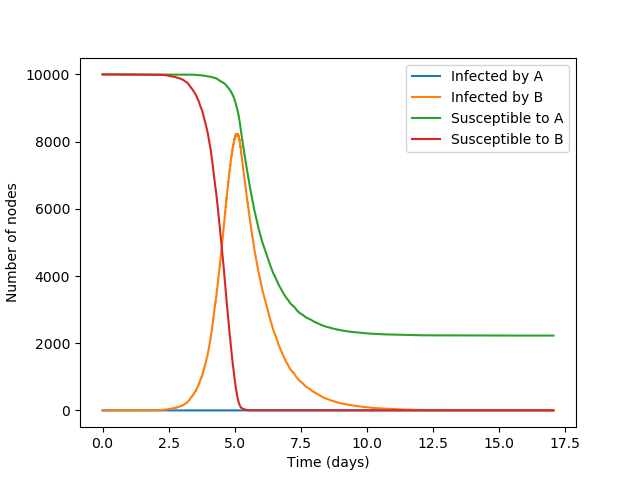 10000
8000
6000
4000
2000
0
Number of nodes
0.0 2.5 5.0 7.5 10.0 12.5 15.0 17.5
Time (days)
Infected by A
Infected by B
Susceptible to A
Susceptible to B